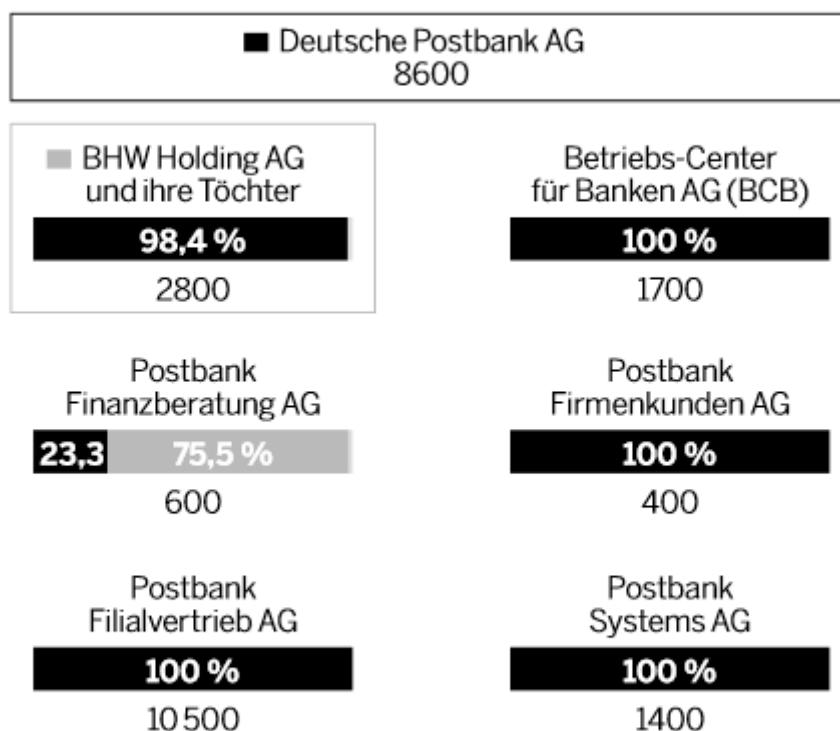 Deutsche Postbank AG
8600
BHW Holding AG
und ihre Töchter
98,4 %
2800
Betriebs-Center
für Banken AG (BCB)
100 %
1700
Postbank
Finanzberatung AG
23,3 75,5 %
600
Postbank
Firmenkunden AG
100 %
400
Postbank
Filialvertrieb AG
100 %
10 500
Postbank
Systems AG
100 %
1400